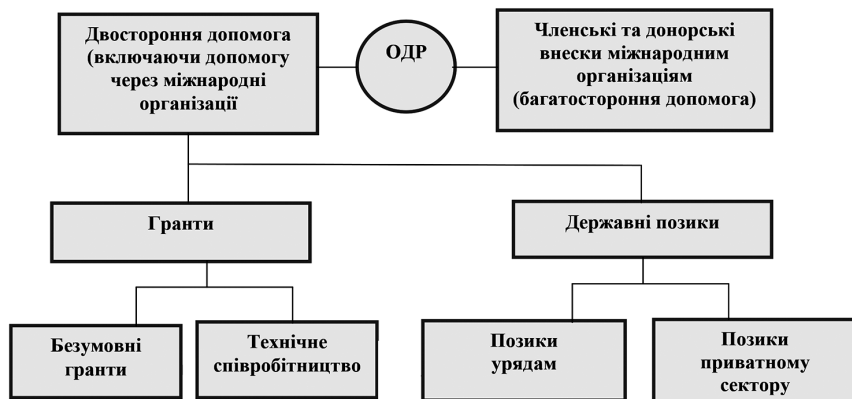 Двостороння допомога
(включаючи допомогу
через міжнародні
організації
ОДР
Членські та донорські
внески міжнародним
організаціям
(багатостороння допомога)
Гранти
Державні позики
Безумовні
гранти
Технічне
співробітництво
Позики
урядам
Позики
приватному
сектору